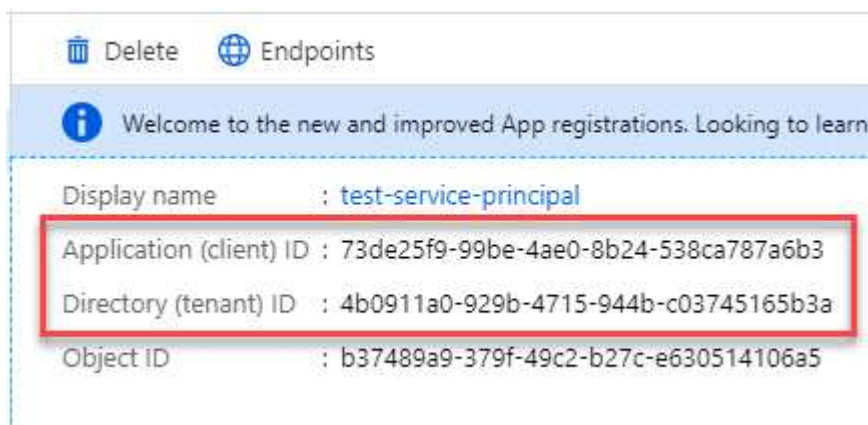 Delete Endpoints
Welcome to the new and improved App registrations. Looking to learn
Display name : test-service-principal
Application (client) ID : 73de25f9-99be-4ae0-8b24-538ca787a6b3
Directory (tenant) ID : 4b0911a0-929b-4715-944b-c03745165b3a
Object ID : b37489a9-379f-49c2-b27c-e630514106a5